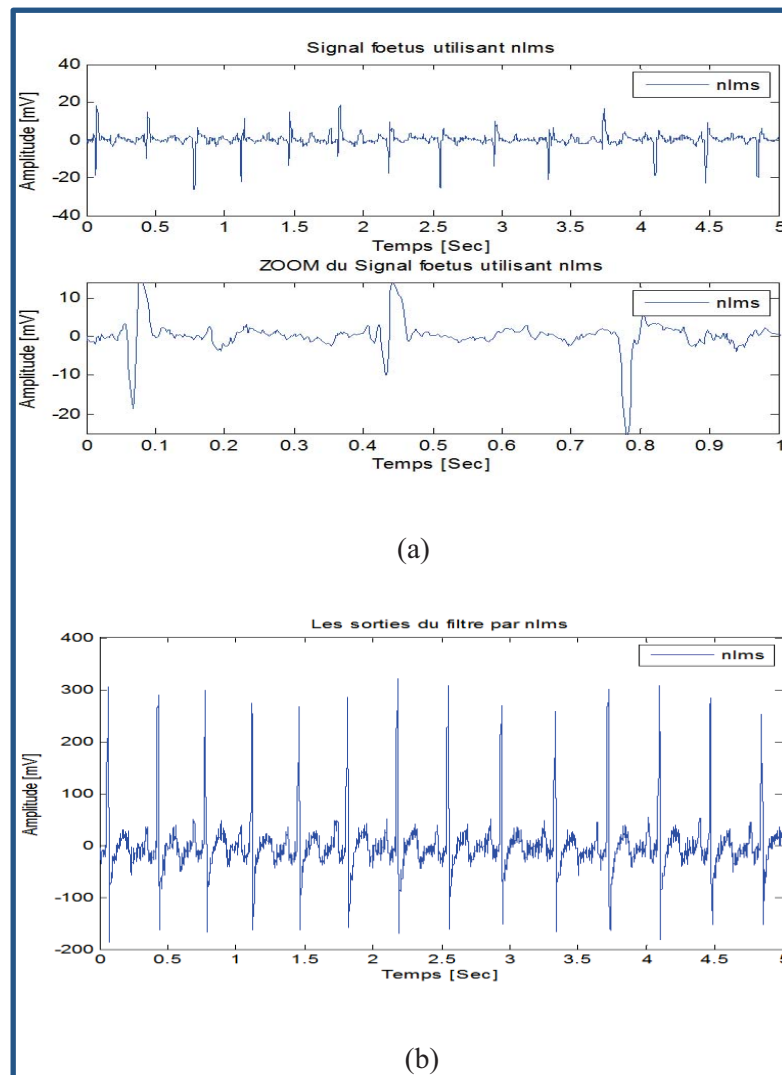 Signal foetus utilisant nlms
nlms
40
20
0
-20
-40
Amplitude [mV]
0 0.5 1 1.5 2 2.5 3 3.5 4 4.5 5
Temps [Sec]
ZOOM du Signal foetus utilisant nlms
nlms
10
0
-10
-20
Amplitude [mV]
0 0.1 0.2 0.3 0.4 0.5 0.6 0.7 0.8 0.9 1
Temps [Sec]
(a)
Les sorties du filtre par nlms
nlms
400
300
200
100
0
-100
-200
Amplitude [mV]
0 0.5 1 1.5 2 2.5 3 3.5 4 4.5 5
Temps [Sec]
(b)